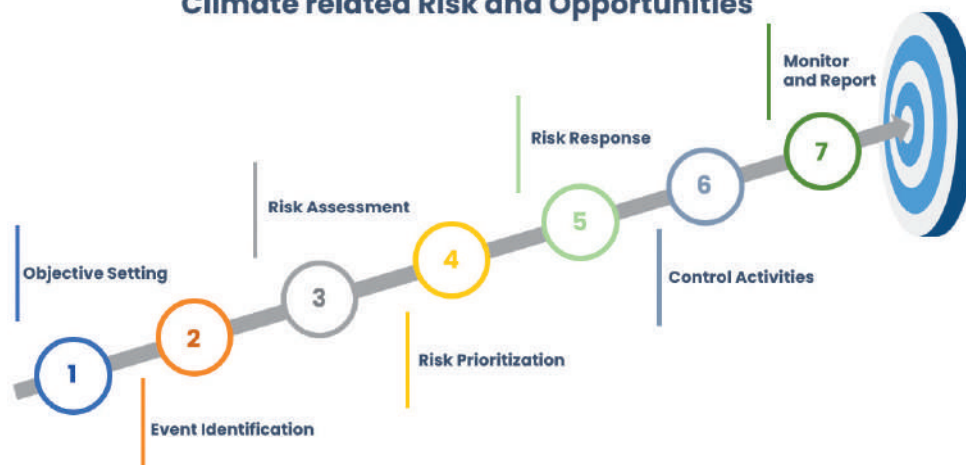 Climate related Risk and Opportunities
Monitor
and Report
7
Risk Response
6
5
Risk Assessment
Control Activities
4
Objective Setting
3
2
Risk Prioritization
1
Event Identification